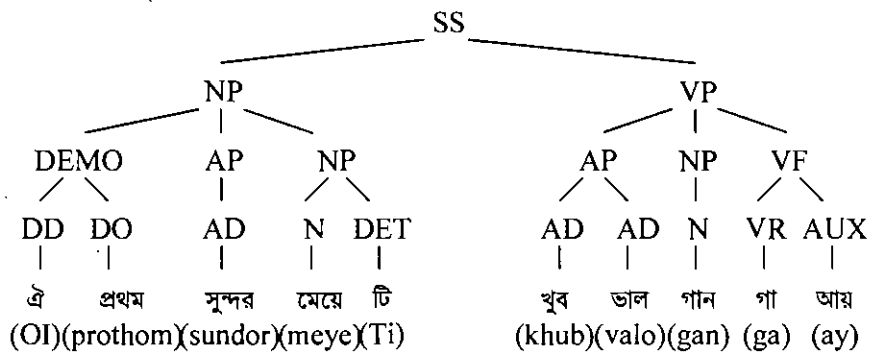 SS
NP VP
DEMO AP NP AP NP VF
DD DO AD N DET AD AD N VR AUX
ঐ প্রথম সুন্দর মেয়ে টি খুব ভাল গান গা আয়
(OI)(prothom)(sundor)(meye)(Ti) (khub)(valo)(gan) (ga) (ay)